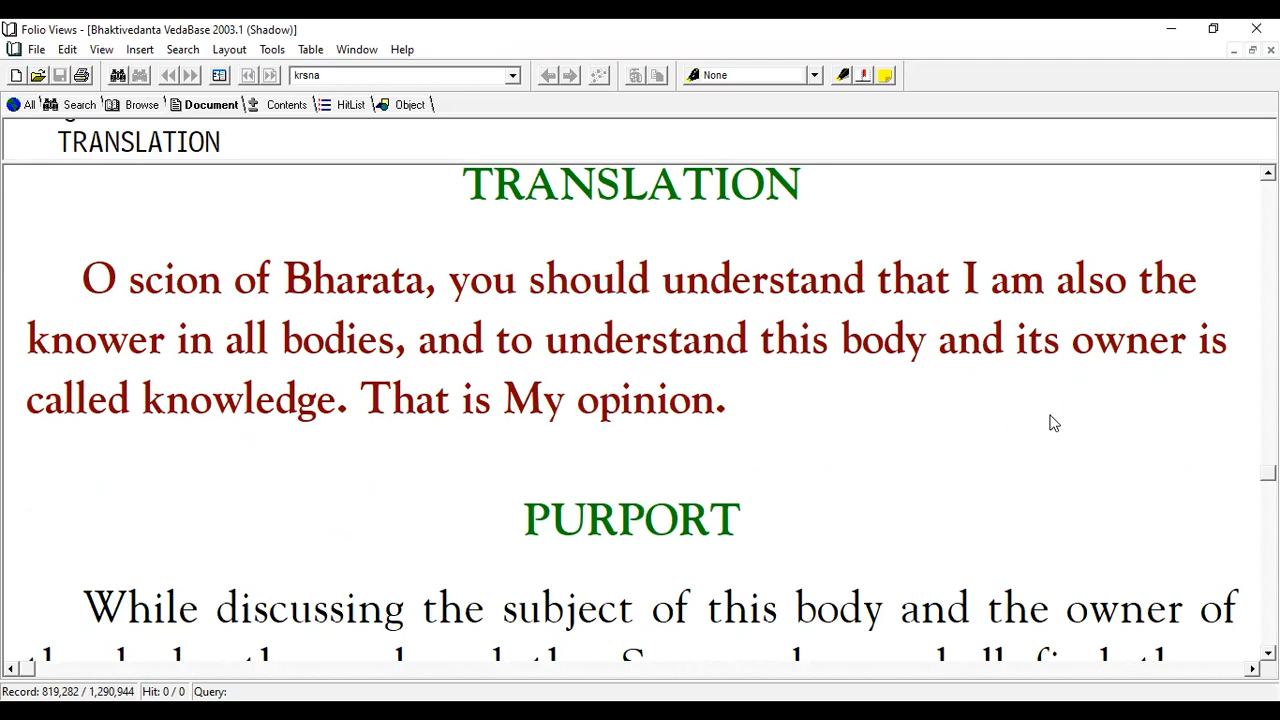 Folio Views - [Bhaktivedanta VedaBase 2003.1 (Shadow)]
File Edit View Insert Search Layout Tools Table Window Help
krsna None
All Search Browse Document Contents HitList Object
TRANSLATION
TRANSLATION
O scion of Bharata, you should understand that I am also the
knower in all bodies, and to understand this body and its owner is
called knowledge. That is My opinion.
PURPORT
While discussing the subject of this body and the owner of
Record: 819,282 / 1,290,944 Hit: 0 / 0 Query: